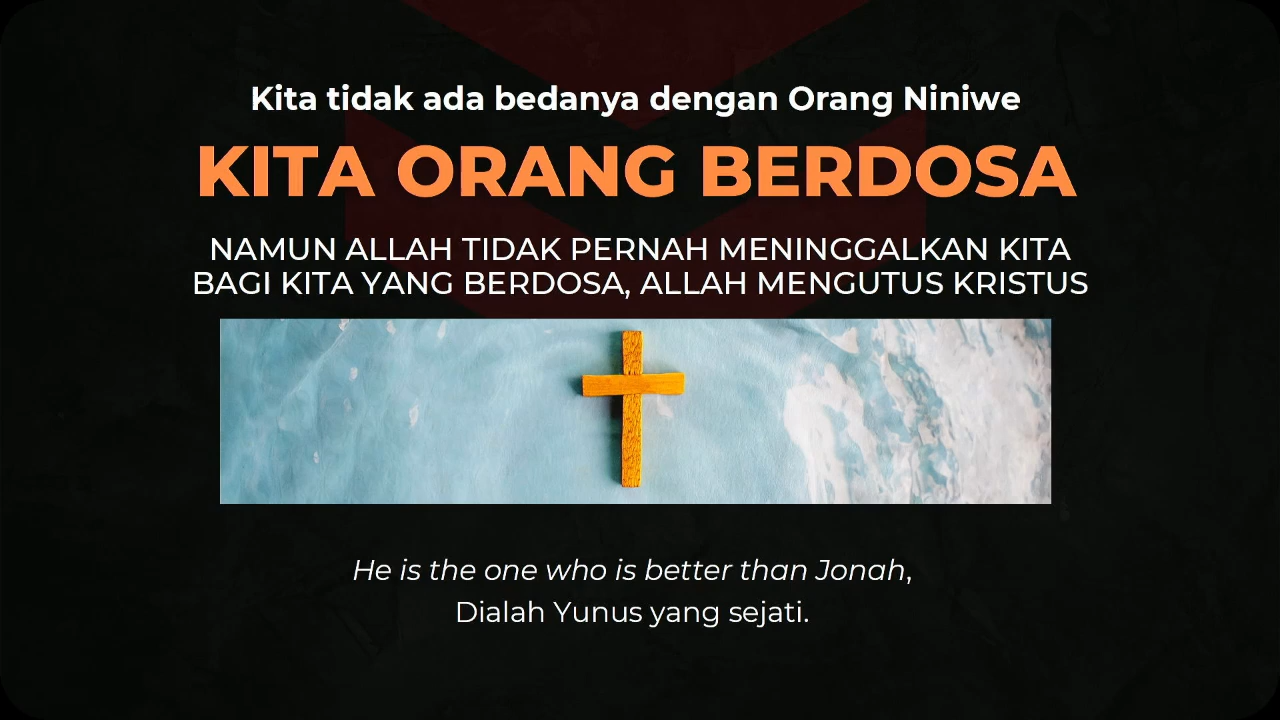 Kita tidak ada bedanya dengan Orang Niniwe
KITA ORANG BERDOSA
NAMUN ALLAH TIDAK PERNAH MENINGGALKAN KITA
BAGI KITA YANG BERDOSA, ALLAH MENGUTUS KRISTUS
He is the one who is better than Jonah,
Dialah Yunus yang sejati.